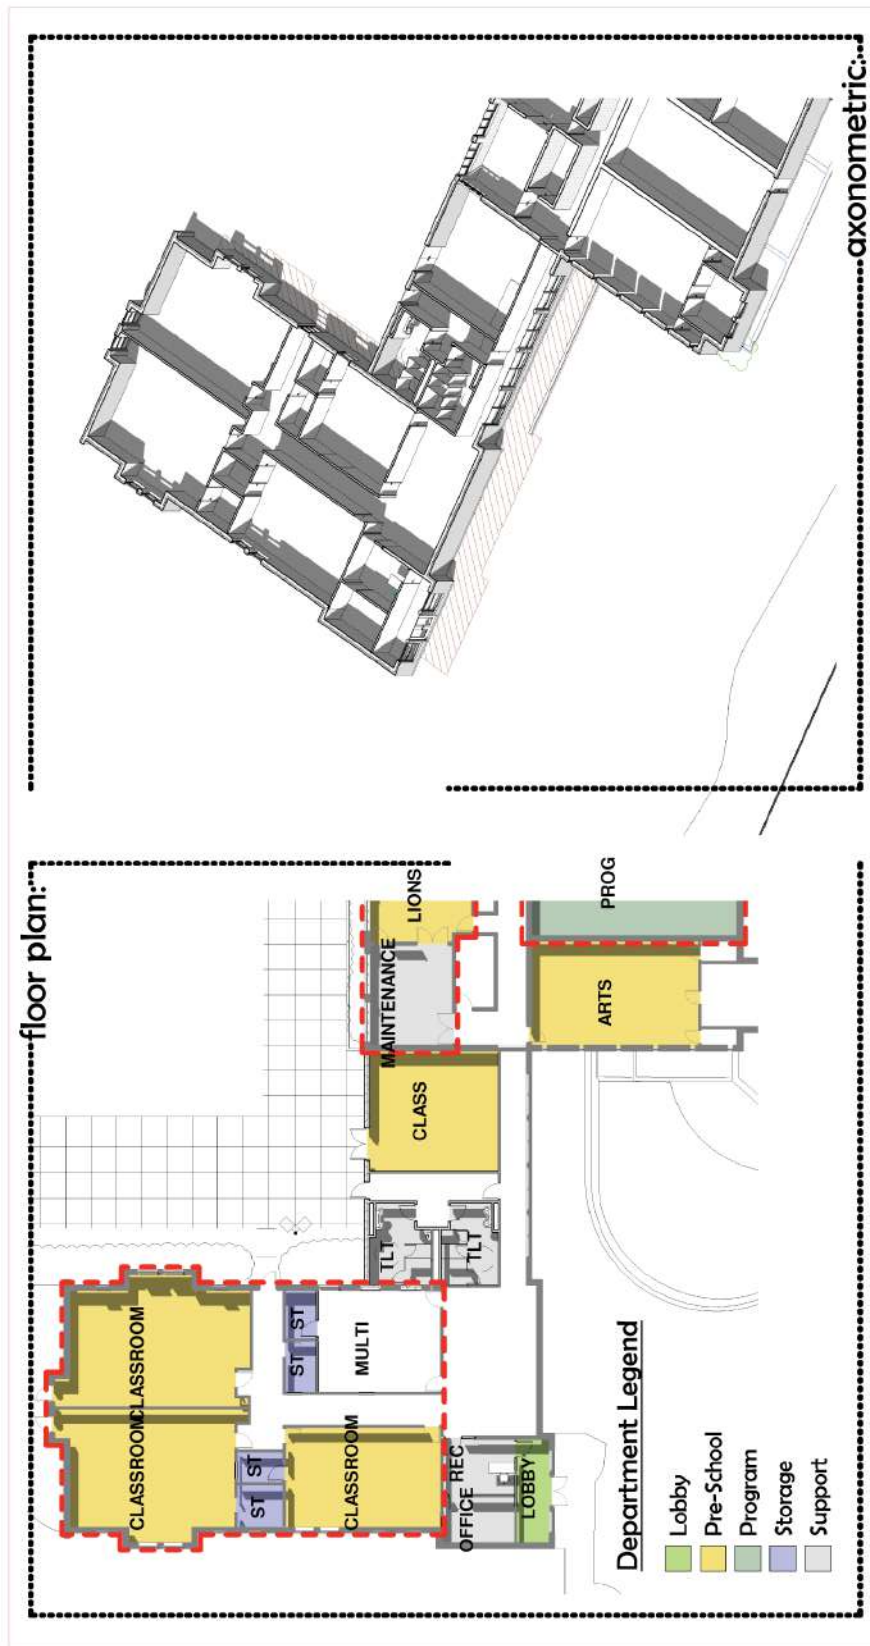 floor plan:
CLASSROOM
CLASSROOM
ST
ST
ST
ST
CLASSROOM
MULTI
OFFICE
REC
LOBBY
TLT
TLT
CLASS
MAINTENANCE
LIONS
ARTS
PROG
Department Legend
Lobby
Pre-School
Program
Storage
Support
axonometric: